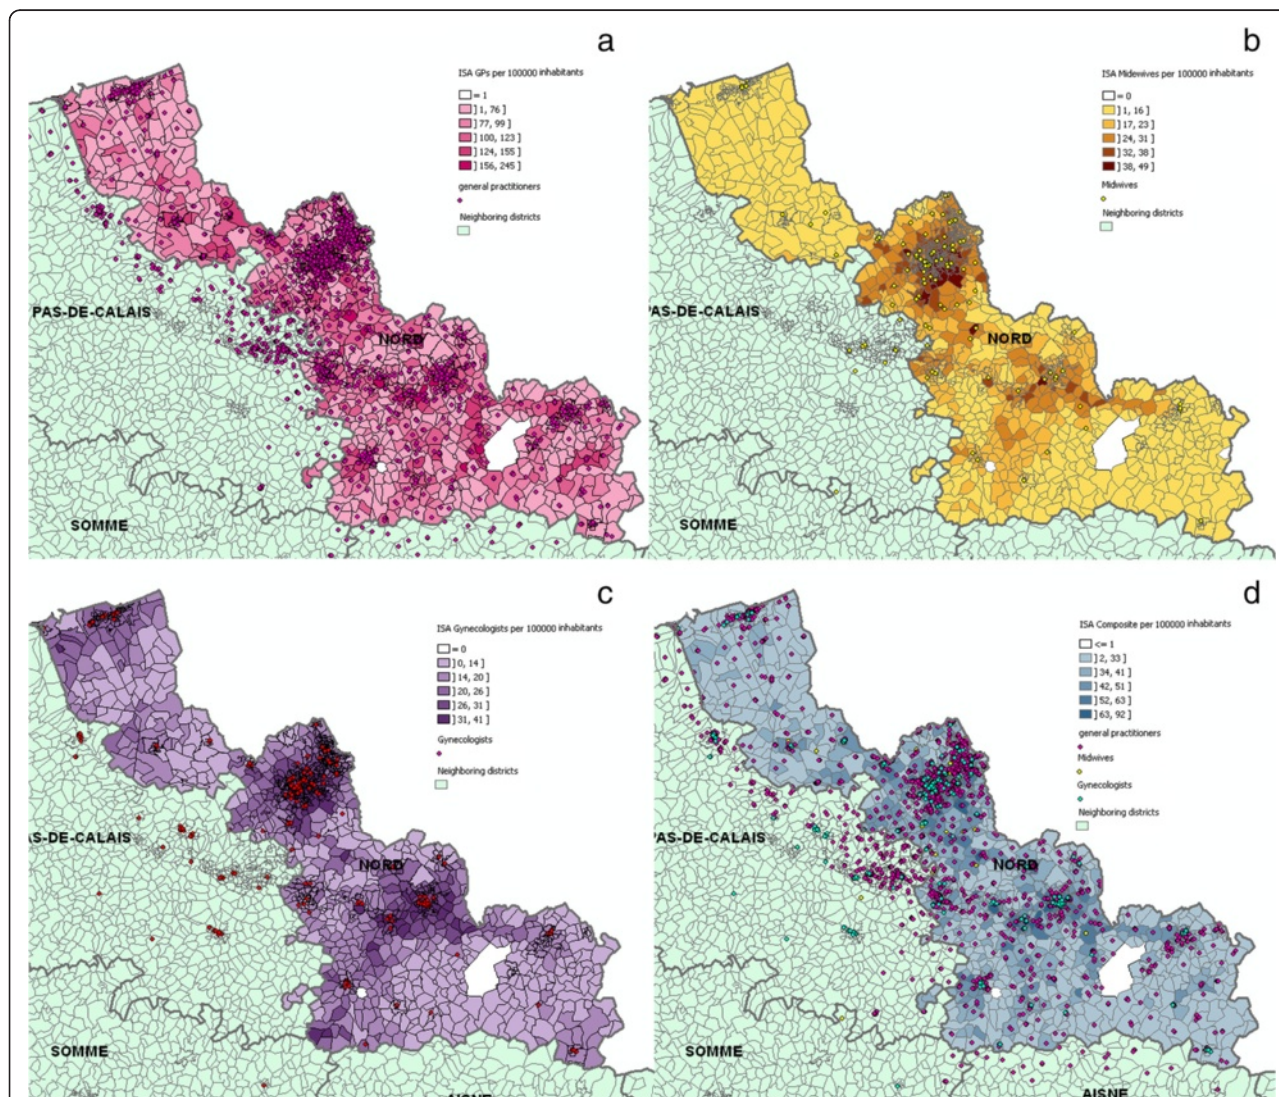 a
ISA GPs per 100000 inhabitants
= 1
] 1, 76 ]
] 77, 99 ]
] 100, 123 ]
] 124, 155 ]
] 156, 245 ]
general practitioners
Neighboring districts
PAS-DE-CALAIS
NORD
SOMME
b
ISA Midewives per 100000 inhabitants
= 0
] 1, 16 ]
] 17, 23 ]
] 24, 31 ]
] 32, 38 ]
] 38, 49 ]
Midwives
Neighboring districts
PAS-DE-CALAIS
NORD
SOMME
c
ISA Gynecologists per 100000 inhabitants
= 0
] 0, 14 ]
] 14, 20 ]
] 20, 26 ]
] 26, 31 ]
] 31, 41 ]
Gynecologists
Neighboring districts
AS-DE-CALAIS
NORD
SOMME
AISNE
d
ISA Composite per 100000 inhabitants
<= 1
] 2, 33 ]
] 34, 41 ]
] 42, 51 ]
] 52, 63 ]
] 63, 92 ]
general practitioners
Midwives
Gynecologists
Neighboring districts
PAS-DE-CALAIS
NORD
SOMME
AISNE